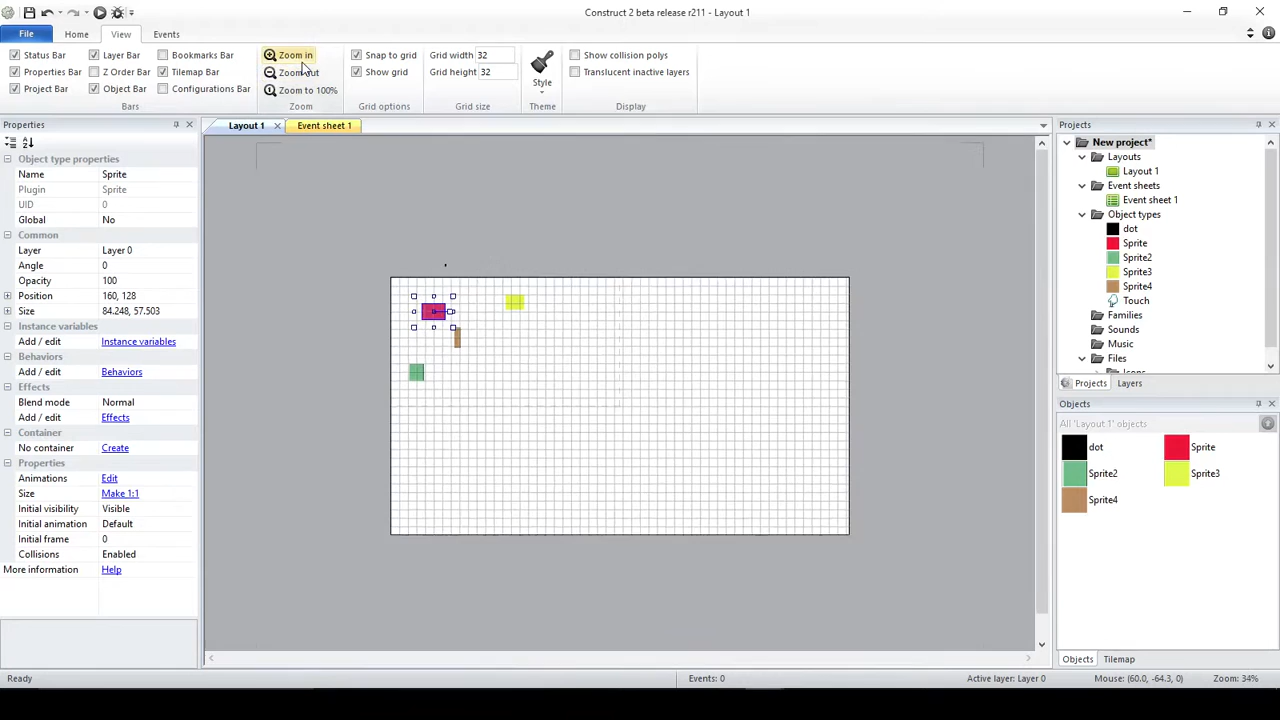 Construct 2 beta release r211 - Layout 1
File Home View Events
Status Bar Layer Bar Bookmarks Bar Zoom in Snap to grid Grid width 32 Show collision polys
Properties Bar Z Order Bar Tilemap Bar Zoom out Show grid Grid height 32 Translucent inactive layers
Project Bar Object Bar Configurations Bar Zoom to 100% Style
Bars Zoom Grid options Grid size Theme Display
Properties
Layout 1 Event sheet 1
Object type properties
Name Sprite
Plugin Sprite
UID 0
Global No
Common
Layer Layer 0
Angle 0
Opacity 100
Position 160, 128
Size 84.248, 57.503
Instance variables
Add / edit Instance variables
Behaviors
Add / edit Behaviors
Effects
Blend mode Normal
Add / edit Effects
Container
No container Create
Properties
Animations Edit
Size Make 1:1
Initial visibility Visible
Initial animation Default
Initial frame 0
Collisions Enabled
More information Help
Projects
New project*
Layouts
Layout 1
Event sheets
Event sheet 1
Object types
dot
Sprite
Sprite2
Sprite3
Sprite4
Touch
Families
Sounds
Music
Files
Icons
Projects Layers
Objects
All 'Layout 1' objects
dot Sprite
Sprite2 Sprite3
Sprite4
Objects Tilemap
Ready Events: 0 Active layer: Layer 0 Mouse: (60.0, -64.3, 0) Zoom: 34%